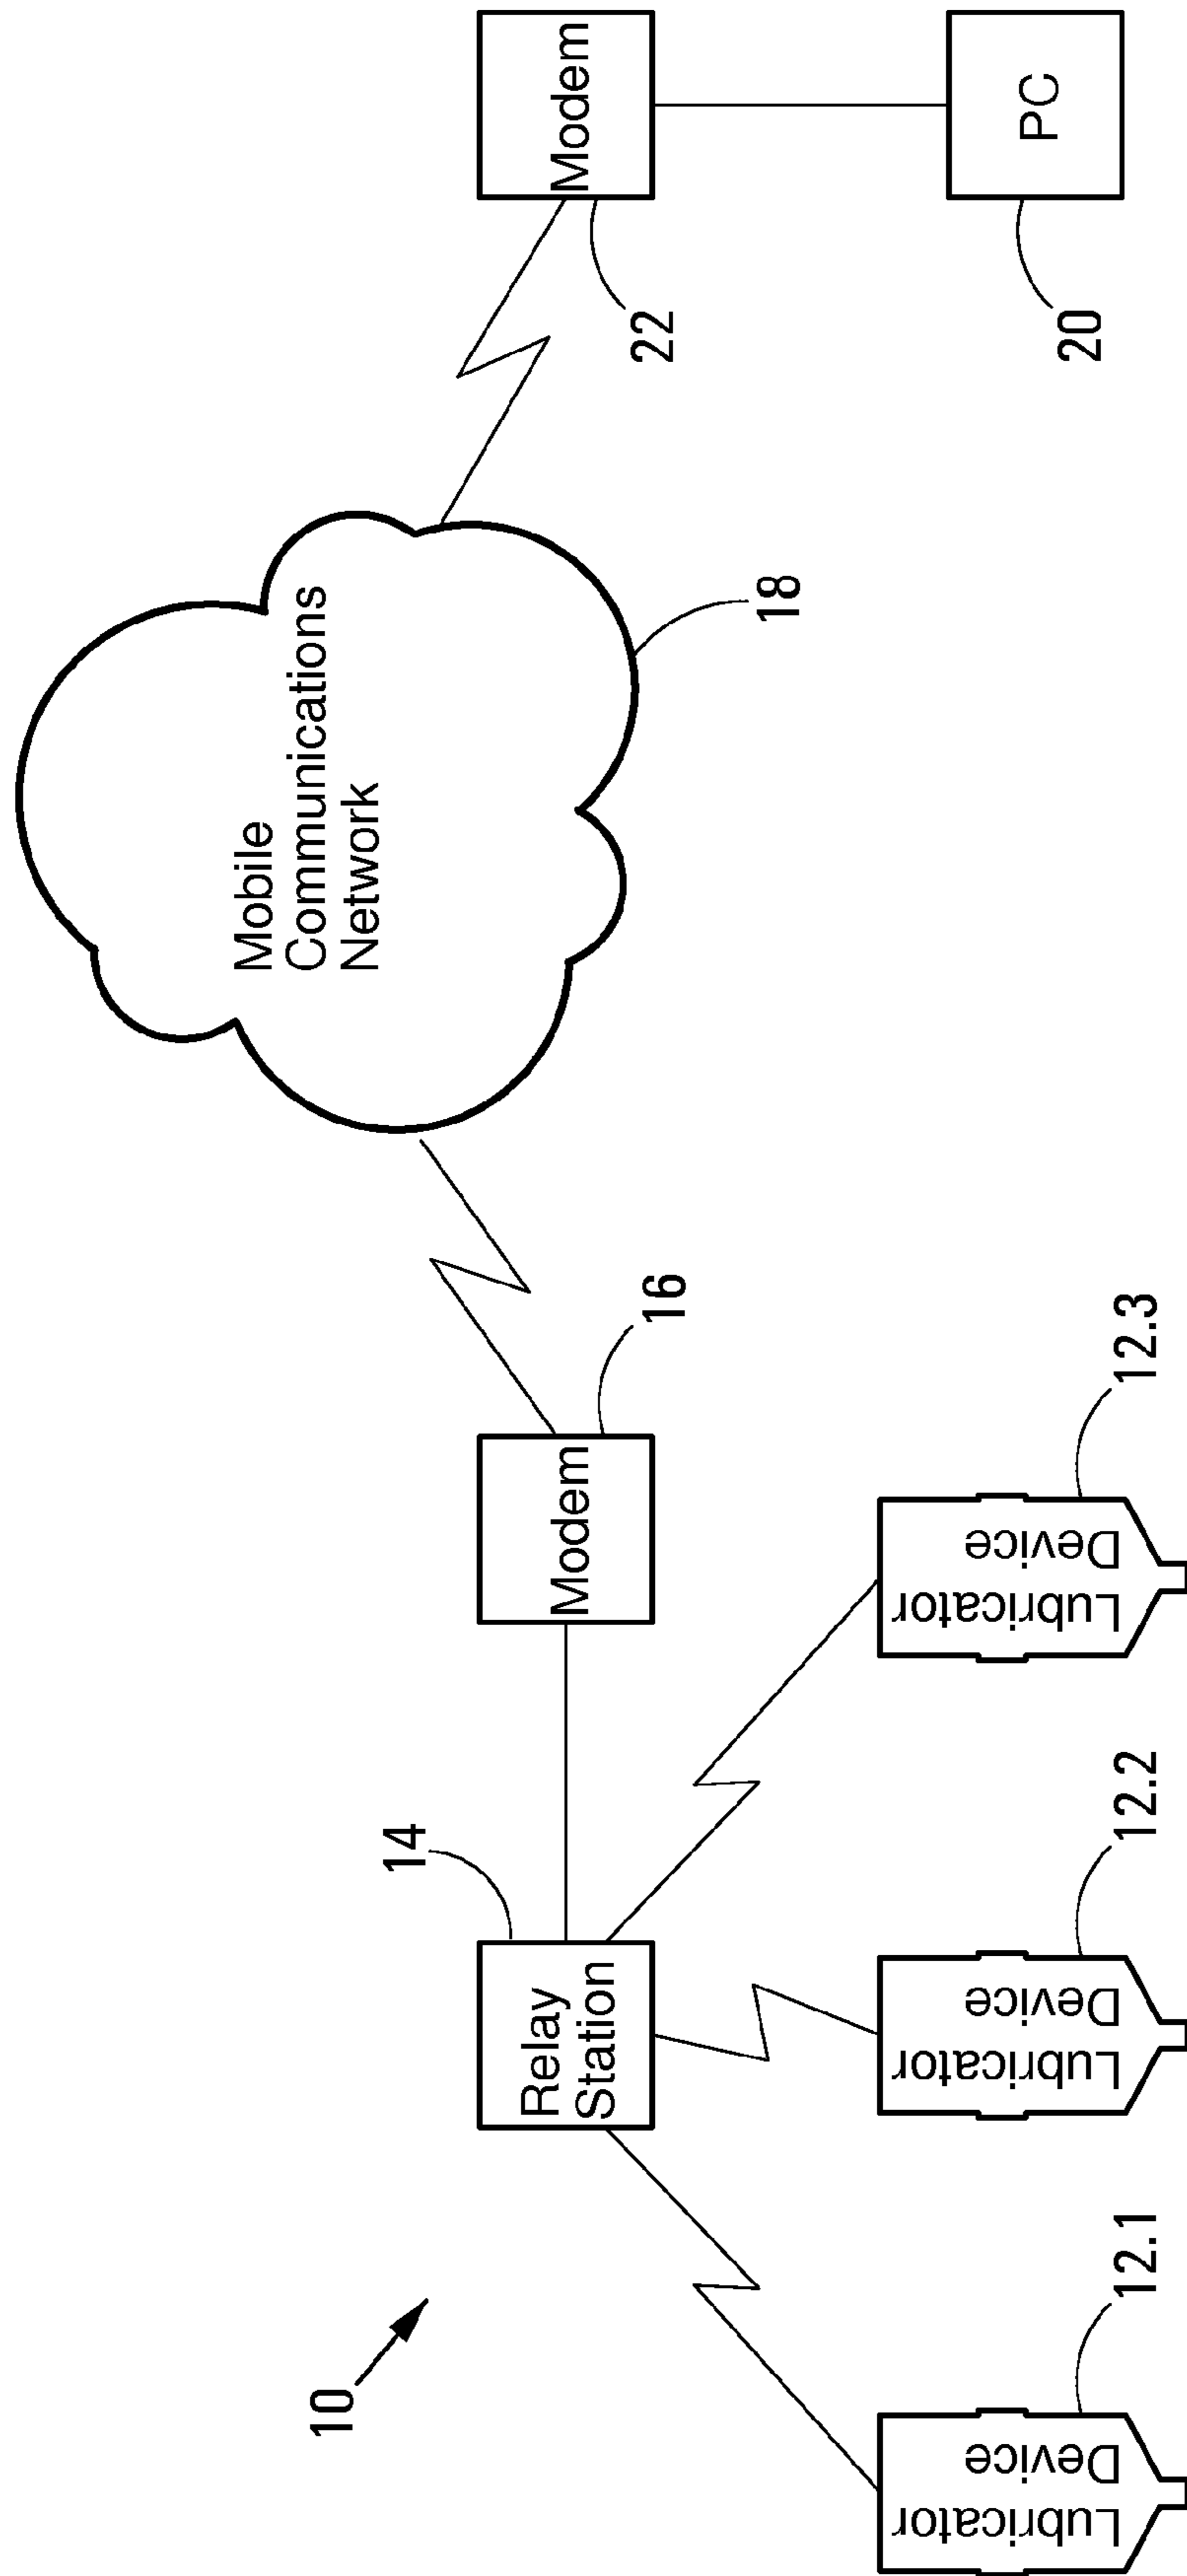 10
14
Relay
Station
Modem
16
Mobile
Communications
Network
18
Modem
22
PC
20
Lubricator
Device
12.1
Lubricator
Device
12.2
Lubricator
Device
12.3